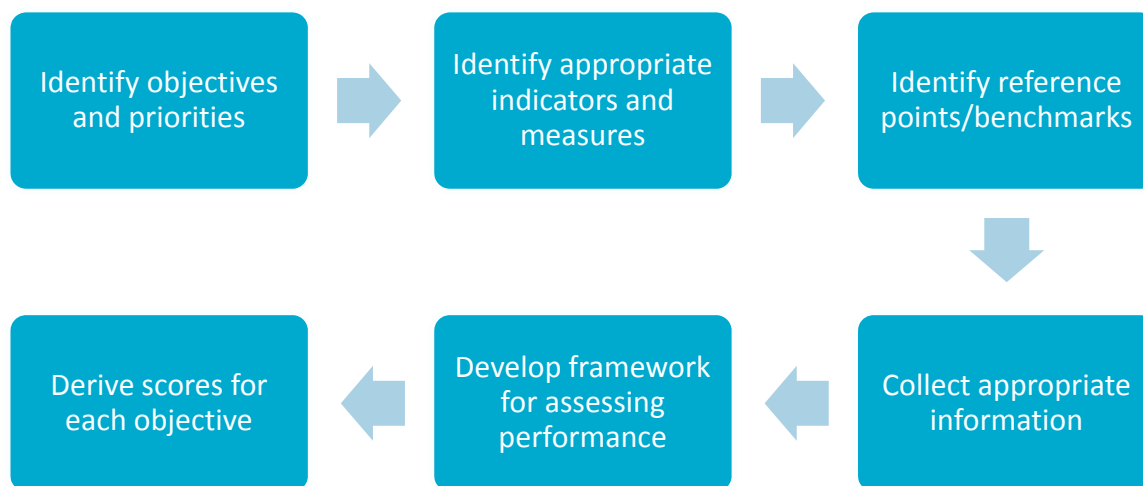 Identify objectives
and priorities
Identify appropriate
indicators and
measures
Identify reference
points/benchmarks
Collect appropriate
information
Develop framework
for assessing
performance
Derive scores for
each objective